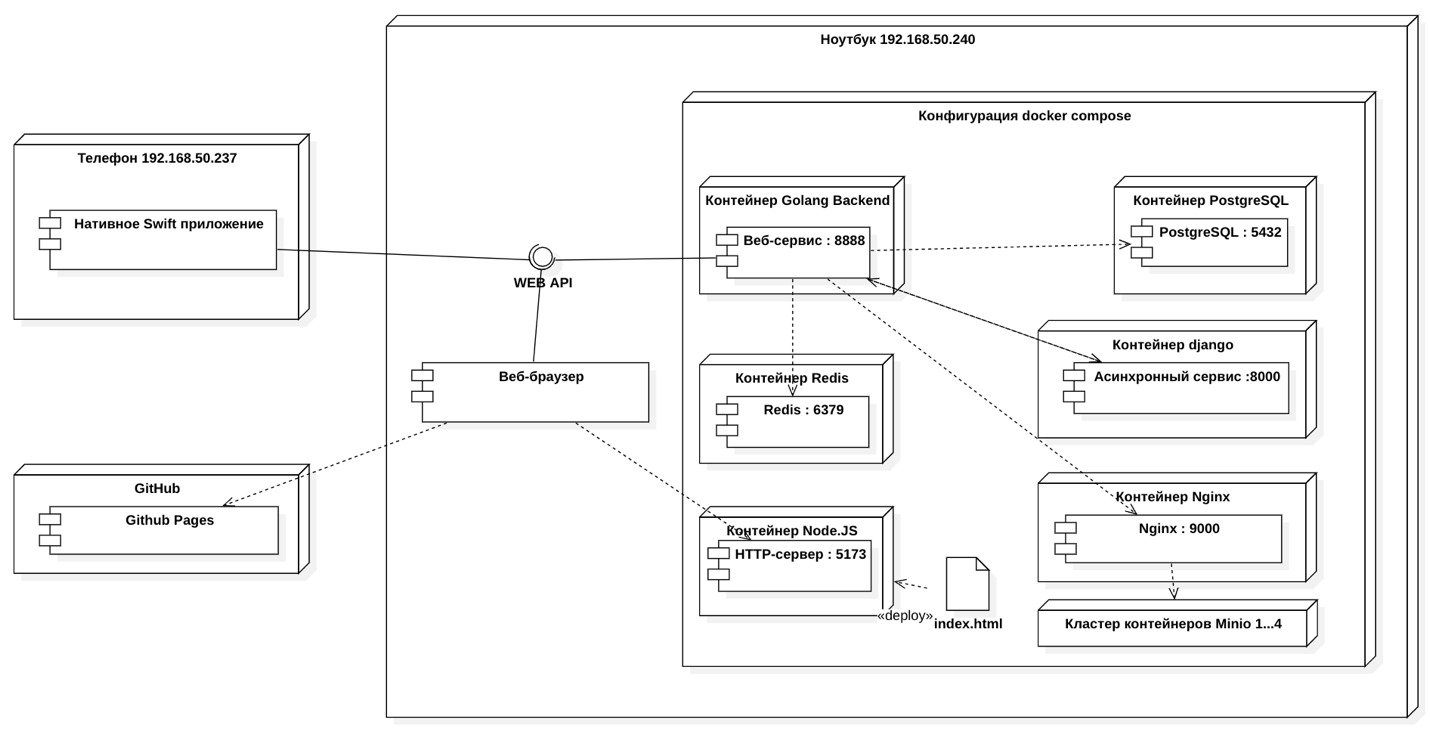 Ноутбук 192.168.50.240
Конфигурация docker compose
Телефон 192.168.50.237
Нативное Swift приложение
WEB API
Веб-браузер
GitHub
Github Pages
Контейнер Golang Backend
Веб-сервис : 8888
Контейнер PostgreSQL
PostgreSQL : 5432
Контейнер django
Асинхронный сервис :8000
Контейнер Redis
Redis : 6379
Контейнер Nginx
Nginx : 9000
Контейнер Node.JS
HTTP-сервер : 5173
«deploy»
index.html
Кластер контейнеров Minio 1...4